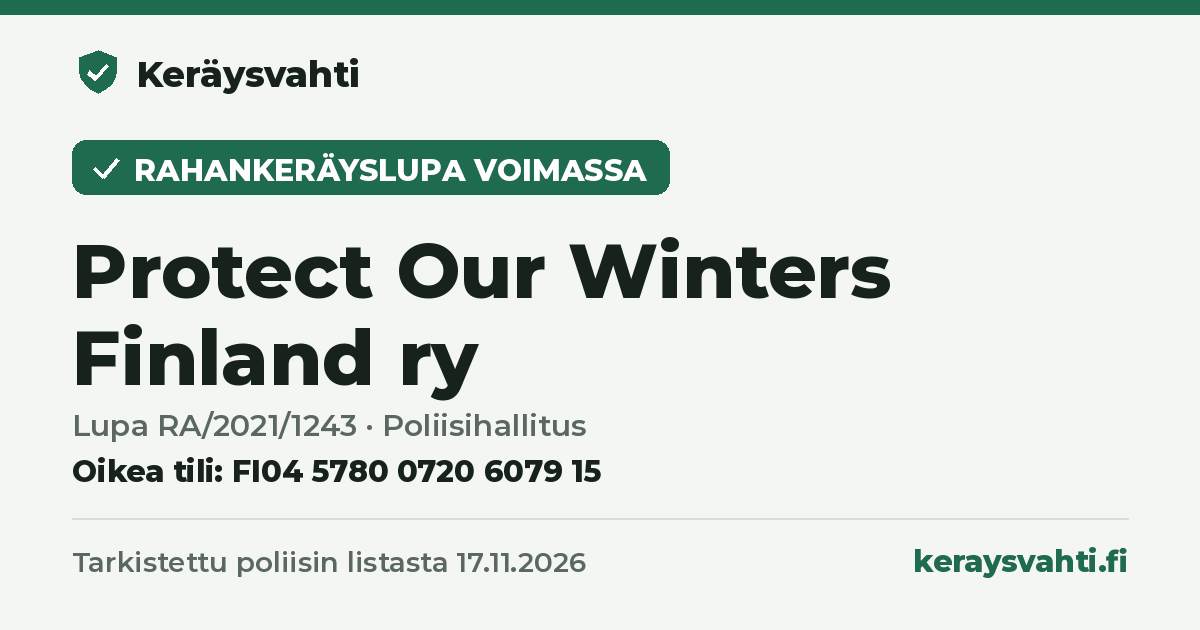 Keräysvahti
RAHANKERÄYSLUPA VOIMASSA
Protect Our Winters
Finland ry
Lupa RA/2021/1243 · Poliisihallitus
Oikea tili: FI04 5780 0720 6079 15
Tarkistettu poliisin listasta 17.11.2026
keraysvahti.fi